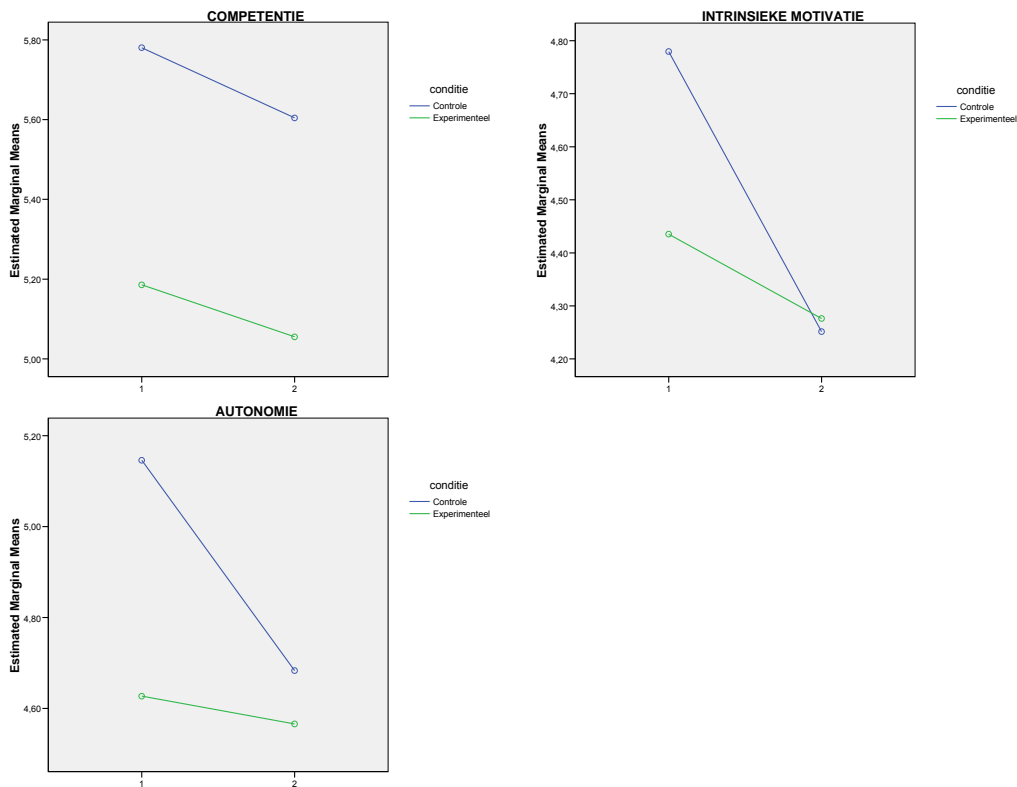 COMPETENTIE
Estimated Marginal Means
5,80
5,60
5,40
5,20
5,00
1 2
conditie
Controle
Experimenteel
INTRINSIEKE MOTIVATIE
Estimated Marginal Means
4,80
4,70
4,60
4,50
4,40
4,30
4,20
1 2
conditie
Controle
Experimenteel
AUTONOMIE
Estimated Marginal Means
5,20
5,00
4,80
4,60
1 2
conditie
Controle
Experimenteel